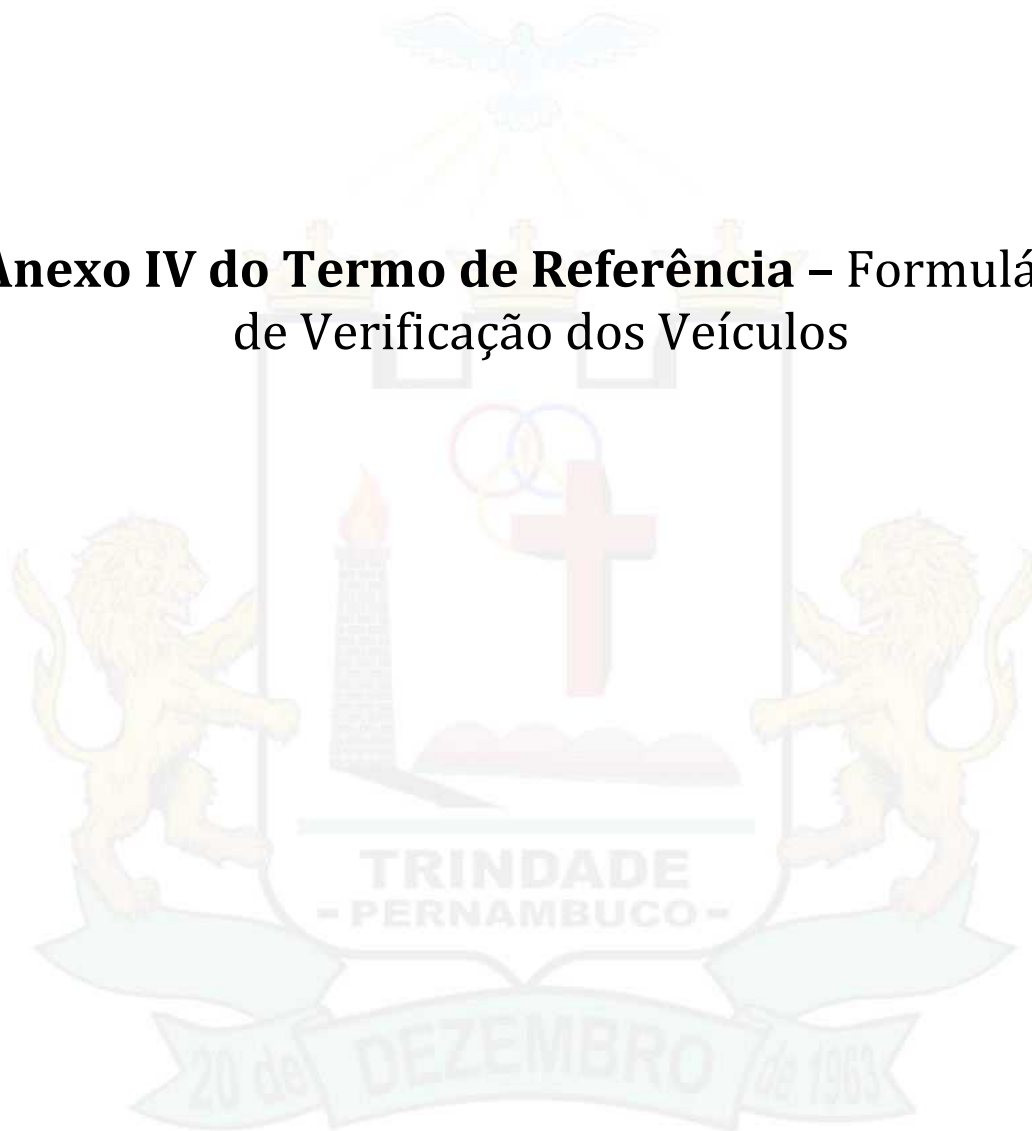 Anexo IV do Termo de Referência – Formulá
de Verificação dos Veículos
TRINDADE
- PERNAMBUCO -
20 de DEZEMBRO de 1963